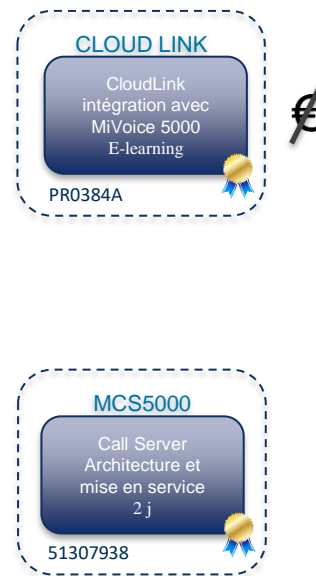 CLOUD LINK
CloudLink
intégration avec
MiVoice 5000
E-learning
€
PR0384A
MCS5000
Call Server
Architecture et
mise en service
2 j
51307938